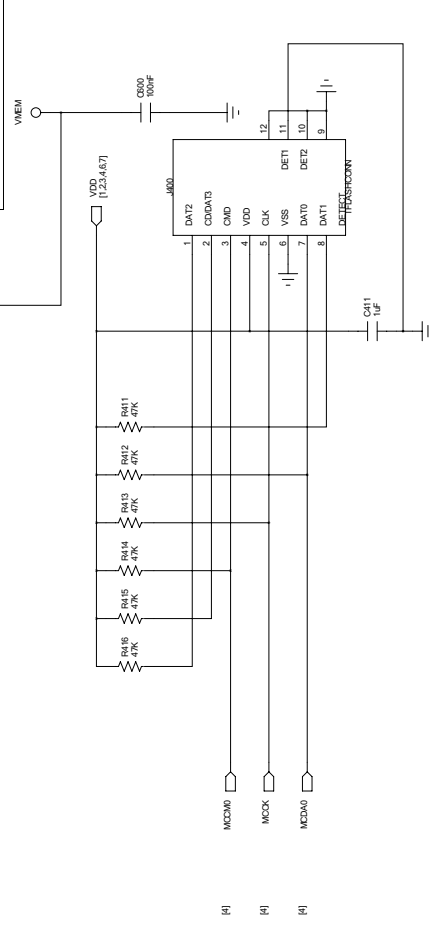 VMEM
C600
100nF
VDD
[1,2,3,4,6,7]
R416
47K
R415
47K
R414
47K
R413
47K
R412
47K
R411
47K
J400
1 DAT2
2 CD/DAT3
3 CMD
4 VDD
5 CLK
6 VSS
7 DAT0
8 DAT1
DETECT
TFLASHCONN
12
DET1 11
DET2 10
9
C411
1uF
[4] MCCM0
[4] MCCK
[4] MCDA0